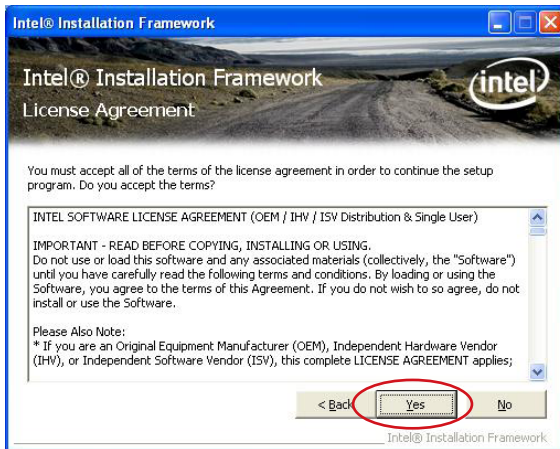 Intel® Installation Framework
Intel® Installation Framework
intel
License Agreement
You must accept all of the terms of the license agreement in order to continue the setup
program. Do you accept the terms?
INTEL SOFTWARE LICENSE AGREEMENT (OEM / IHV / ISV Distribution & Single User)
IMPORTANT - READ BEFORE COPYING, INSTALLING OR USING.
Do not use or load this software and any associated materials (collectively, the "Software")
until you have carefully read the following terms and conditions. By loading or using the
Software, you agree to the terms of this Agreement. If you do not wish to so agree, do not
install or use the Software.
Please Also Note:
* If you are an Original Equipment Manufacturer (OEM), Independent Hardware Vendor
(IHV), or Independent Software Vendor (ISV), this complete LICENSE AGREEMENT applies;
< Back
Yes
No
Intel® Installation Framework